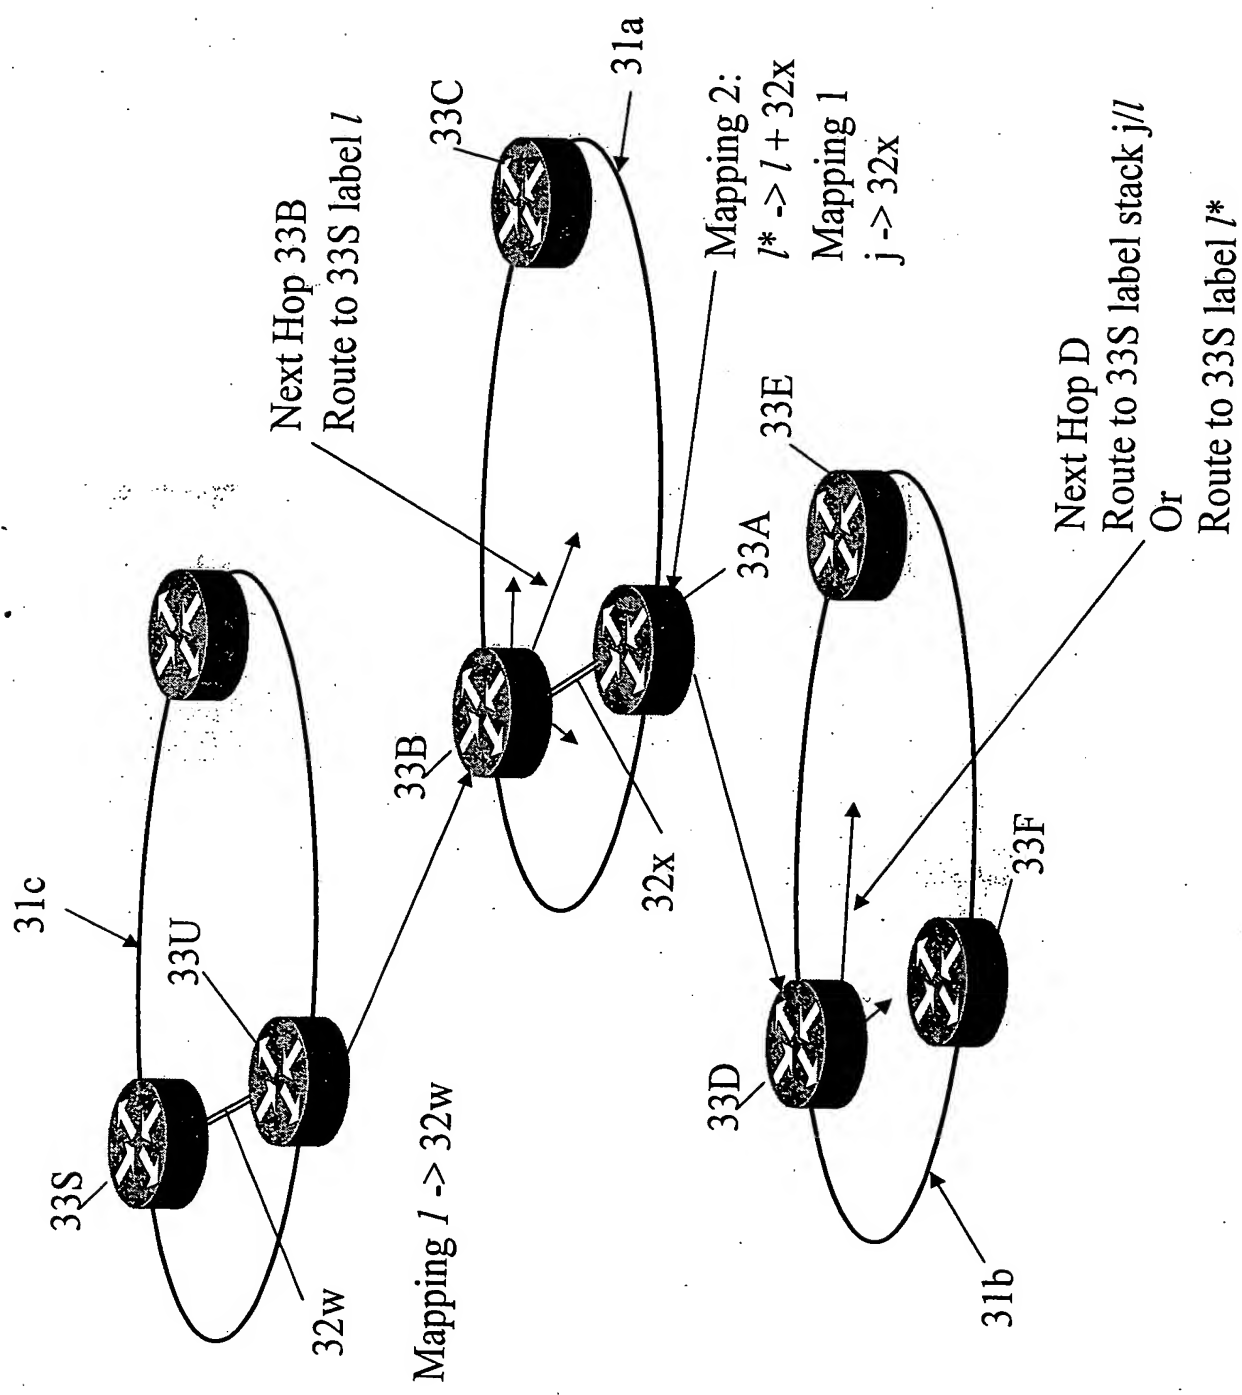 33S
32w
33U
31c
Mapping l -> 32w
33B
32x
Next Hop 33B
Route to 33S label l
33C
31a
33A
Mapping 2:
l* -> l + 32x
Mapping 1
j -> 32x
33D
31b
33F
33E
Next Hop D
Route to 33S label stack j/l
Or
Route to 33S label l*